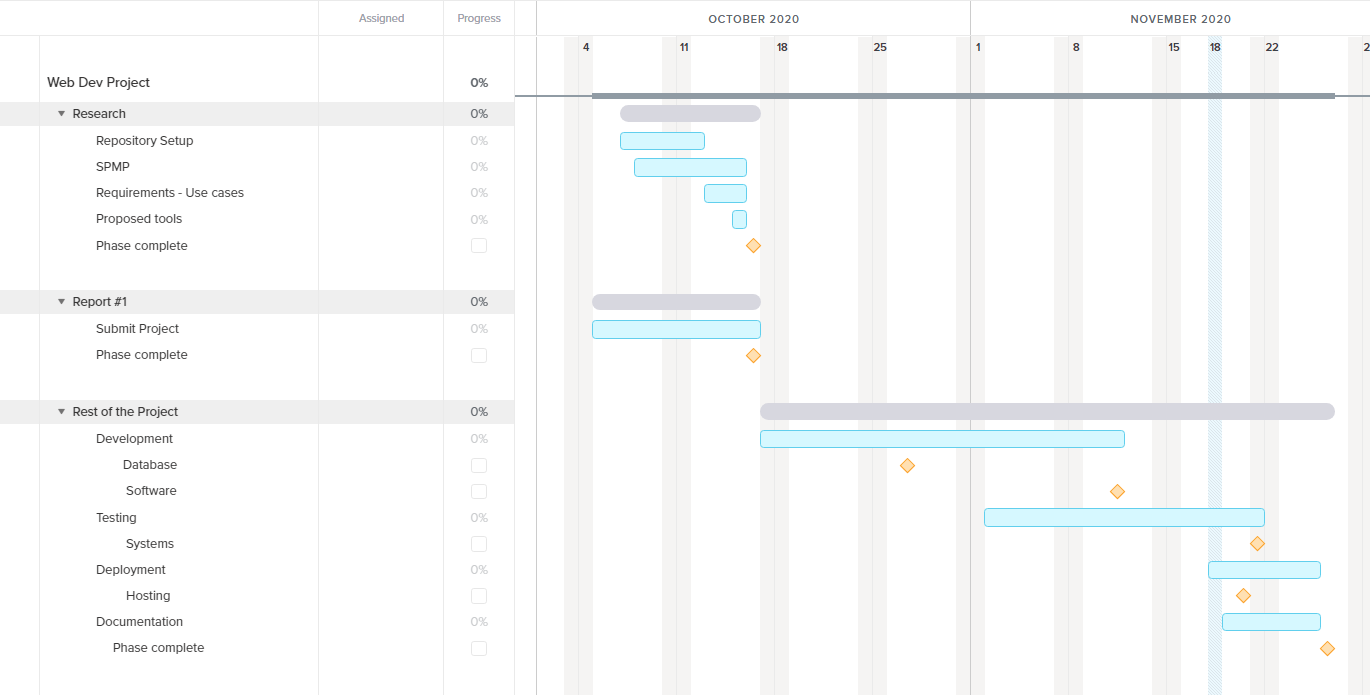 Assigned Progress OCTOBER 2020 NOVEMBER 2020
4 11 18 25 1 8 15 18 22
Web Dev Project 0%
Research 0%
Repository Setup 0%
SPMP 0%
Requirements - Use cases 0%
Proposed tools 0%
Phase complete
Report #1 0%
Submit Project 0%
Phase complete
Rest of the Project 0%
Development 0%
Database
Software
Testing 0%
Systems
Deployment 0%
Hosting
Documentation 0%
Phase complete